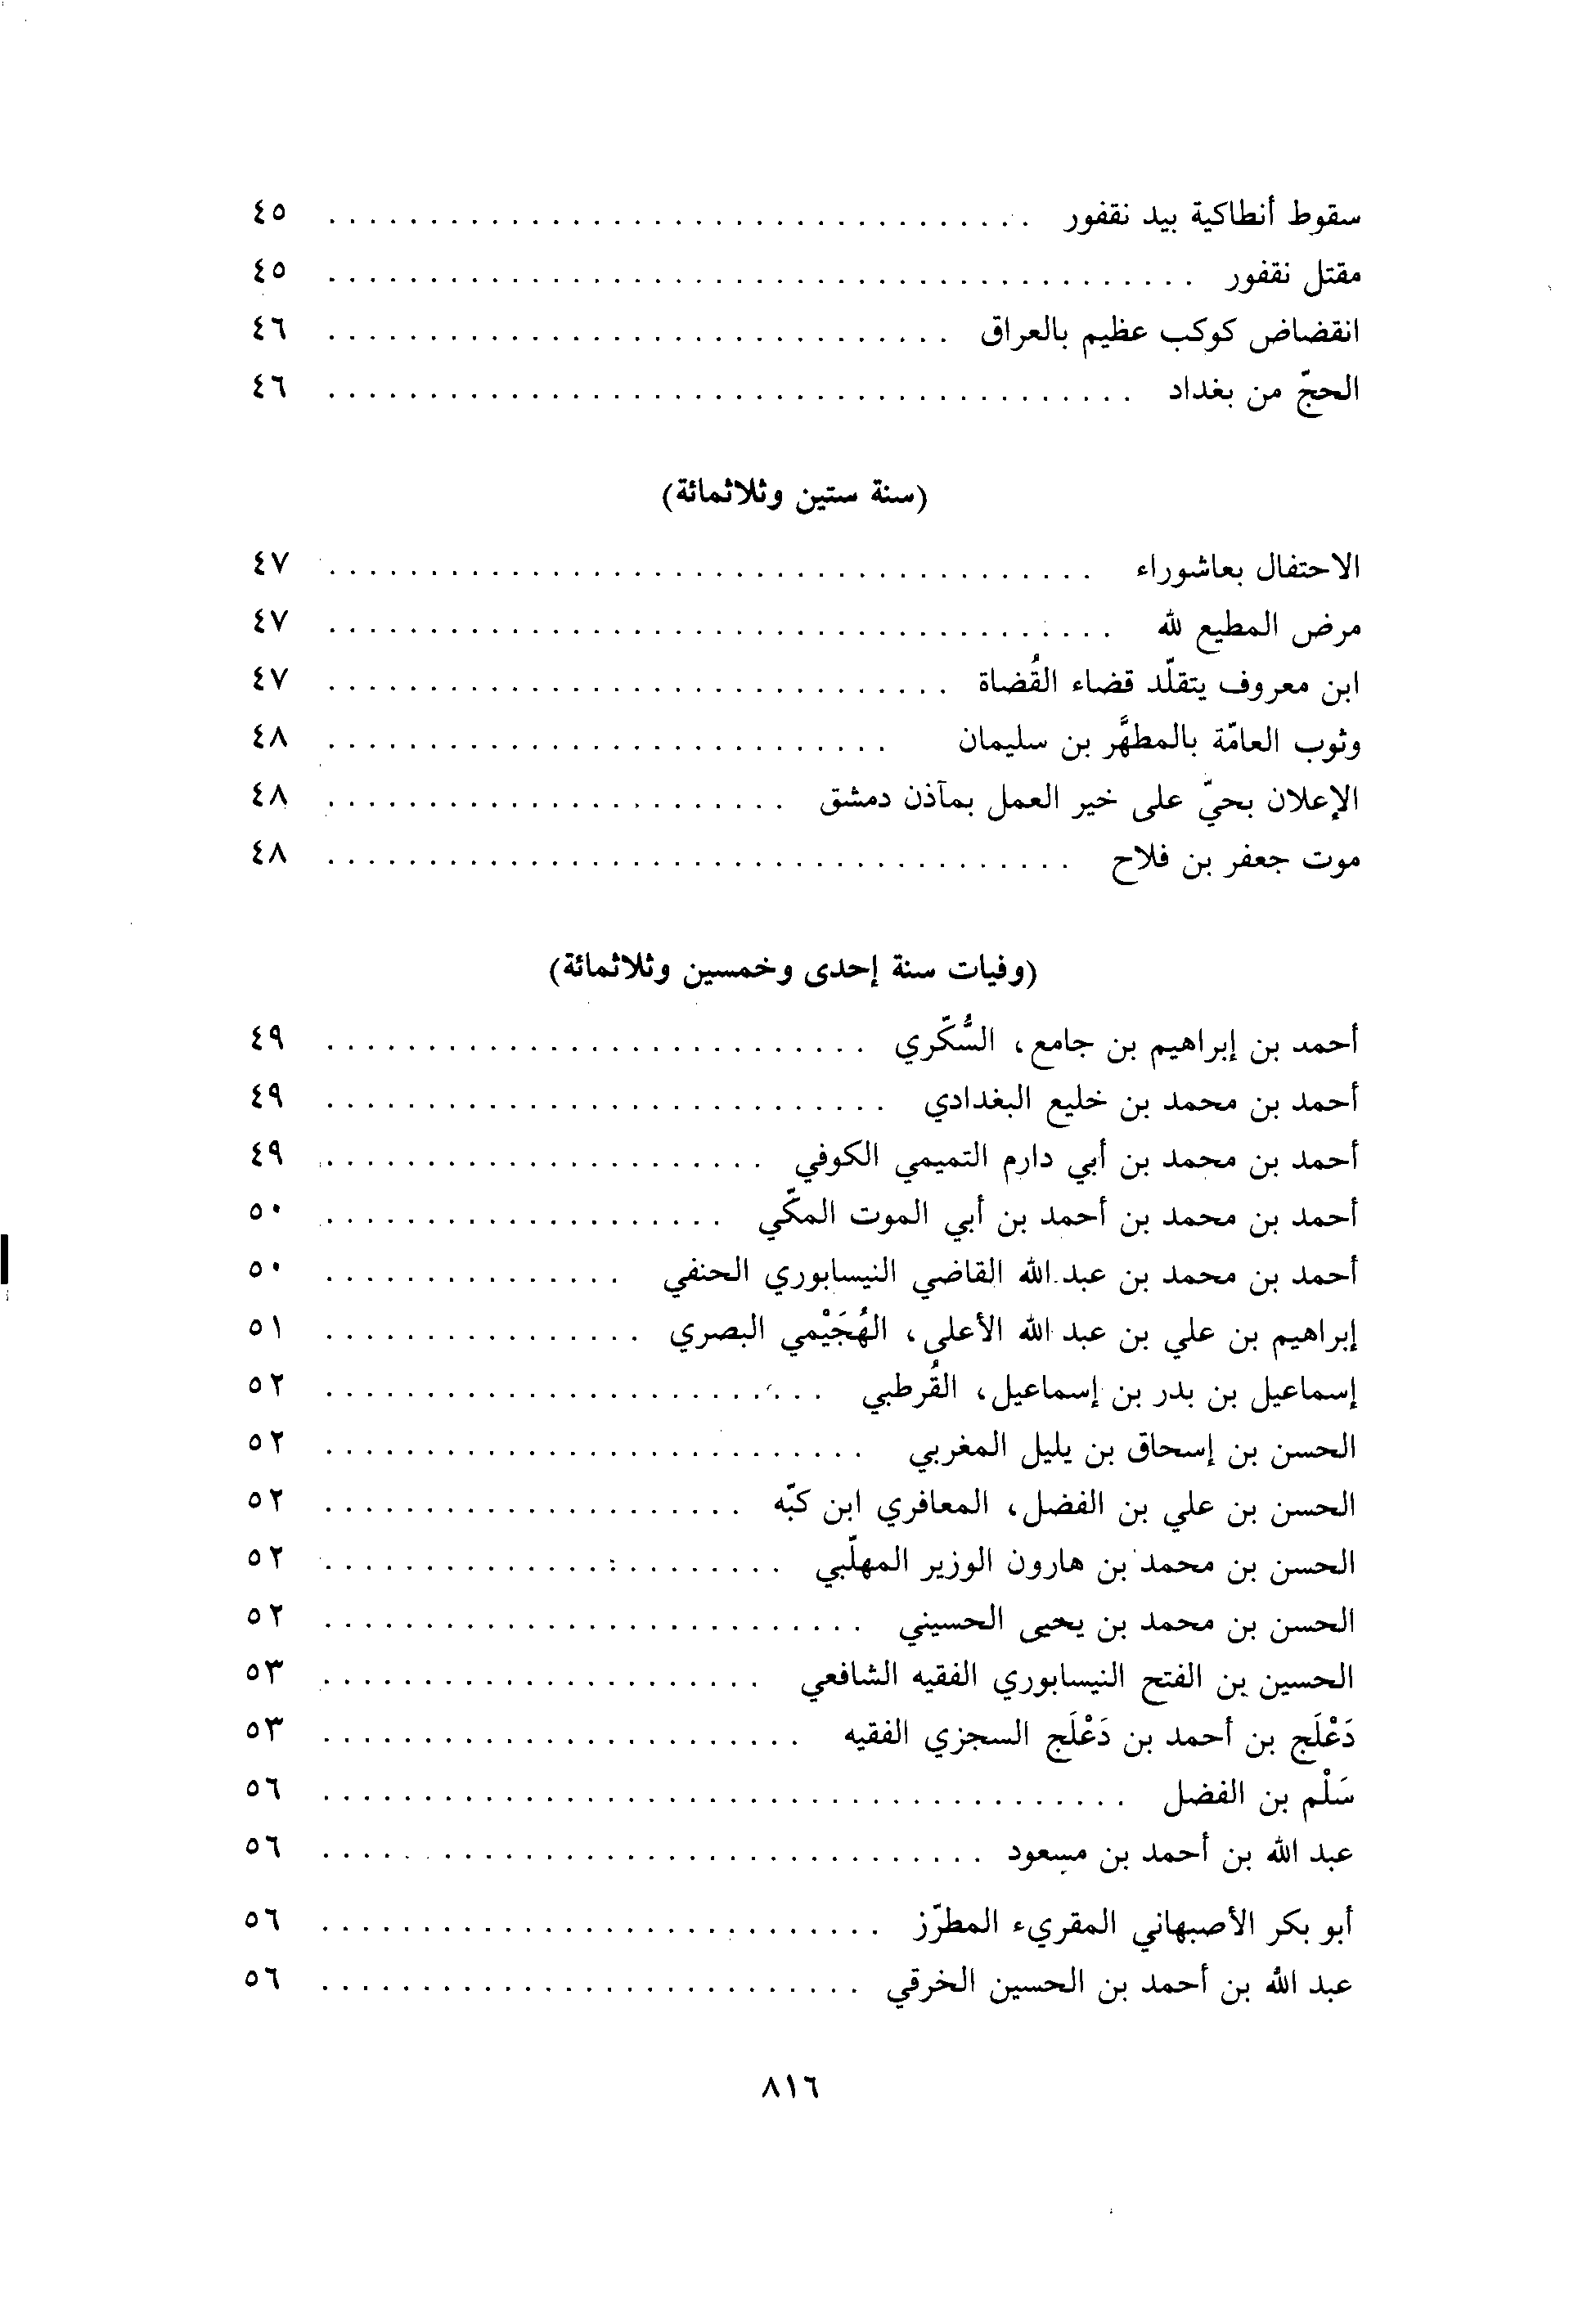 سقوط أنطاكية بيد نقفور . . . . . . . . . . . . . . . . . . . . ٤٥
مقتل نقفور . . . . . . . . . . . . . . . . . . . . ٤٥
انقضاض كوكب عظيم بالعراق . . . . . . . . . . . . . . . . . . . . ٤٦
الحجّ من بغداد . . . . . . . . . . . . . . . . . . . . ٤٦
(سنة ستين وثلاثمائة)
الاحتفال بعاشوراء . . . . . . . . . . . . . . . . . . . . ٤٧
مرض المطيع لله . . . . . . . . . . . . . . . . . . . . ٤٧
ابن معروف يتقلّد قضاء القُضاة . . . . . . . . . . . . . . . . . . . . ٤٧
وثوب العامّة بالمطهَّر بن سليمان . . . . . . . . . . . . . . . . . . . . ٤٨
الإعلان بحيّ على خير العمل بمآذن دمشق . . . . . . . . . . . . . . . . . . . . ٤٨
موت جعفر بن فلاح . . . . . . . . . . . . . . . . . . . . ٤٨
(وفيات سنة إحدى وخمسين وثلاثمائة)
أحمد بن إبراهيم بن جامع، السُّكّري . . . . . . . . . . . . . . . . . . . . ٤٩
أحمد بن محمد بن خليع البغدادي . . . . . . . . . . . . . . . . . . . . ٤٩
أحمد بن محمد بن أبي دارم التميمي الكوفي . . . . . . . . . . . . . . . . . . . . ٤٩
أحمد بن محمد بن أحمد بن أبي الموت المكّي . . . . . . . . . . . . . . . . . . . . ٥٠
أحمد بن محمد بن عبد الله القاضي النيسابوري الحنفي . . . . . . . . . . . . . . . ٥٠
إبراهيم بن علي بن عبد الله الأعلى، الهُجَيْمي البصري . . . . . . . . . . . . . . . . ٥١
إسماعيل بن بدر بن إسماعيل، القُرطبي . . . . . . . . . . . . . . . . . . . . ٥٢
الحسن بن إسحاق بن يليل المغربي . . . . . . . . . . . . . . . . . . . . ٥٢
الحسن بن علي بن الفضل، المعافري ابن كبّه . . . . . . . . . . . . . . . . . . . . ٥٢
الحسن بن محمد بن هارون الوزير المهلّبي . . . . . . . . . . . . . . . . . . . . ٥٢
الحسن بن محمد بن يحيى الحسيني . . . . . . . . . . . . . . . . . . . . ٥٢
الحسين بن الفتح النيسابوري الفقيه الشافعي . . . . . . . . . . . . . . . . . . . . ٥٣
دَعْلَج بن أحمد بن دَعْلَج السجزي الفقيه . . . . . . . . . . . . . . . . . . . . ٥٣
سَلْم بن الفضل . . . . . . . . . . . . . . . . . . . . ٥٦
عبد الله بن أحمد بن مسعود . . . . . . . . . . . . . . . . . . . . ٥٦
أبو بكر الأصبهاني المقريء المطرّز . . . . . . . . . . . . . . . . . . . . ٥٦
عبد الله بن أحمد بن الحسين الخرقي . . . . . . . . . . . . . . . . . . . . ٥٦
٨١٦